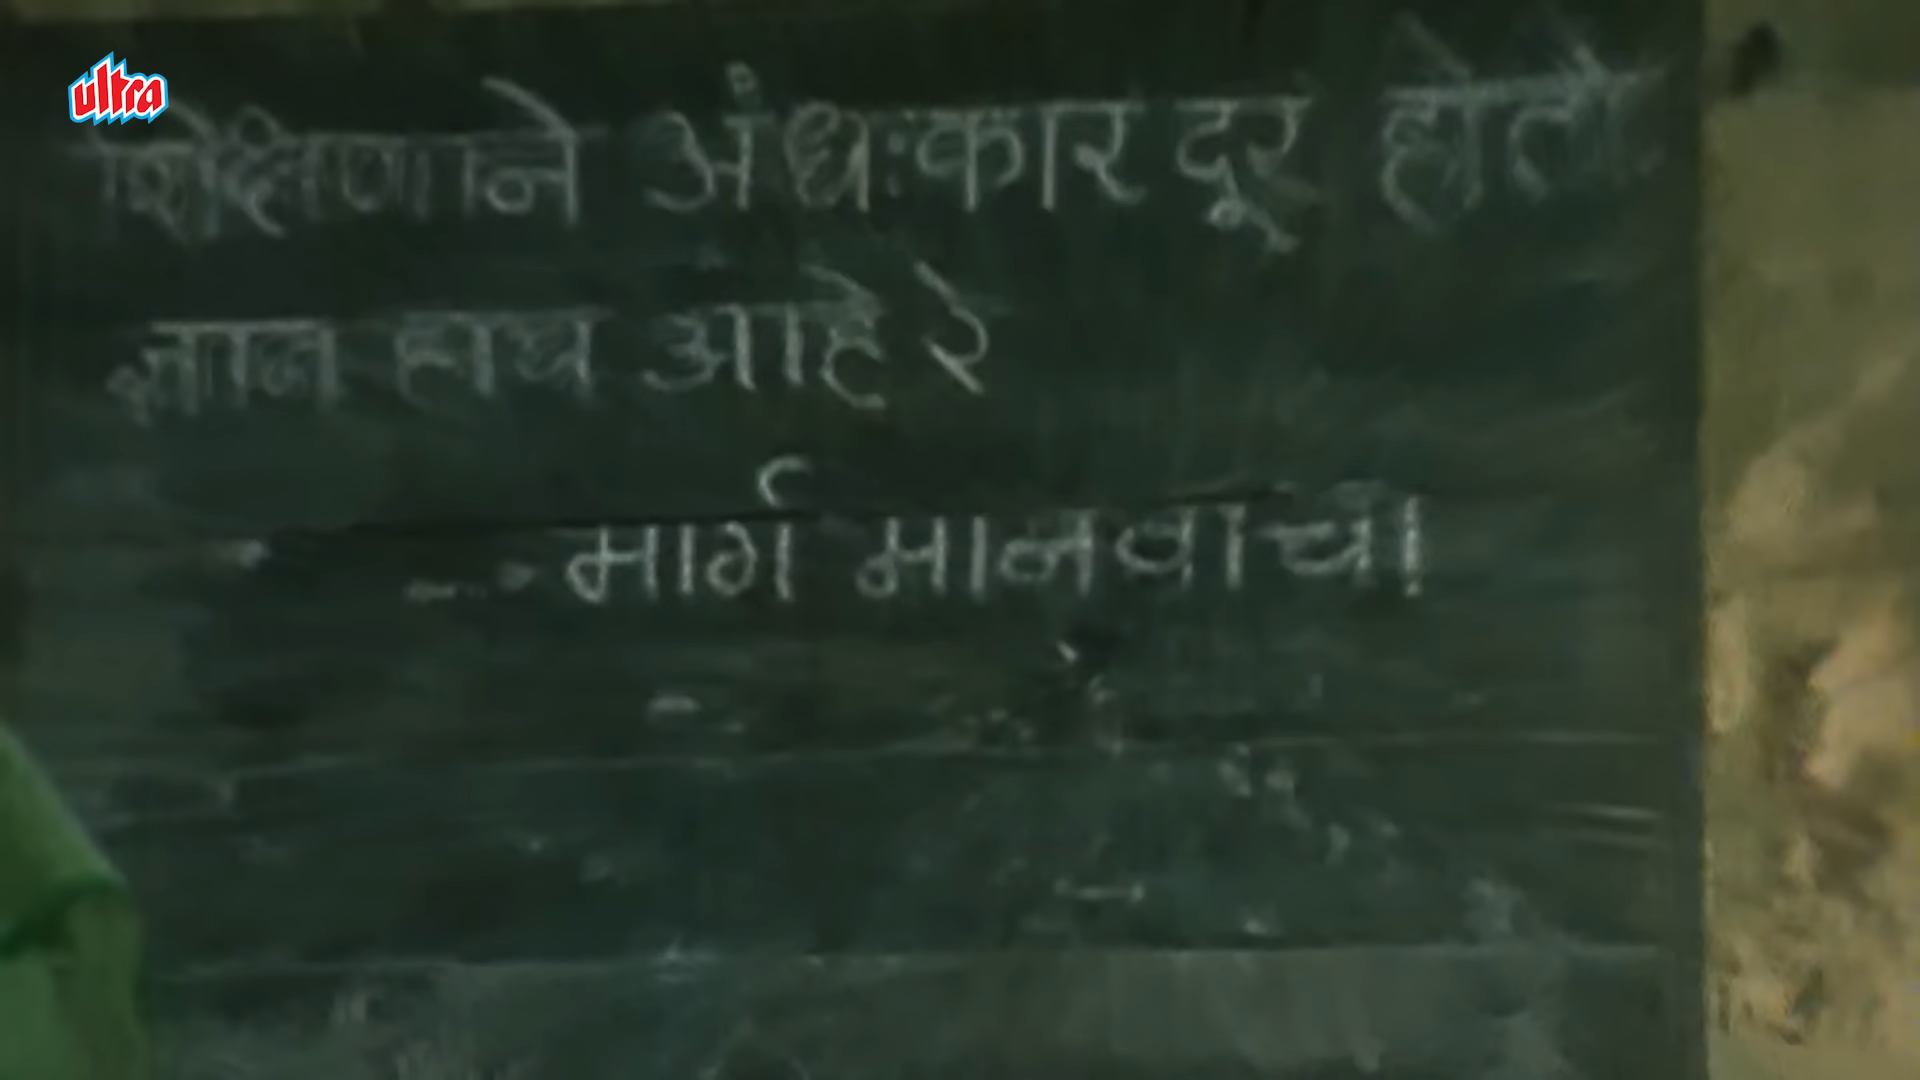 ultra
शिक्षणाने अंधःकार दूर होतो
ज्ञान हाच आहे रे
मार्ग मानवाचा